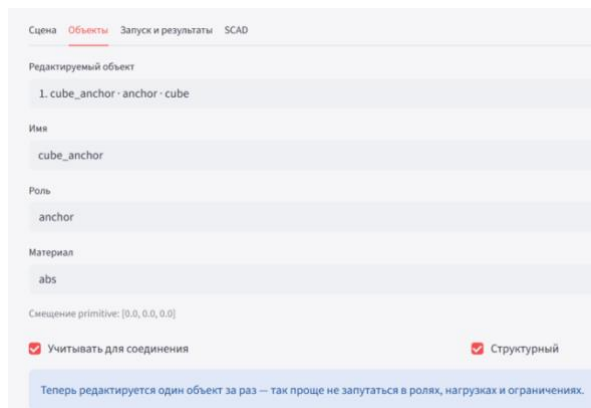 Сцена Объекты Запуск и результаты SCAD
Редактируемый объект
1. cube_anchor · anchor · cube
Имя
cube_anchor
Роль
anchor
Материал
abs
Смещение primitive: [0.0, 0.0, 0.0]
Учитывать для соединения Структурный
Теперь редактируется один объект за раз — так проще не запутаться в ролях, нагрузках и ограничениях.